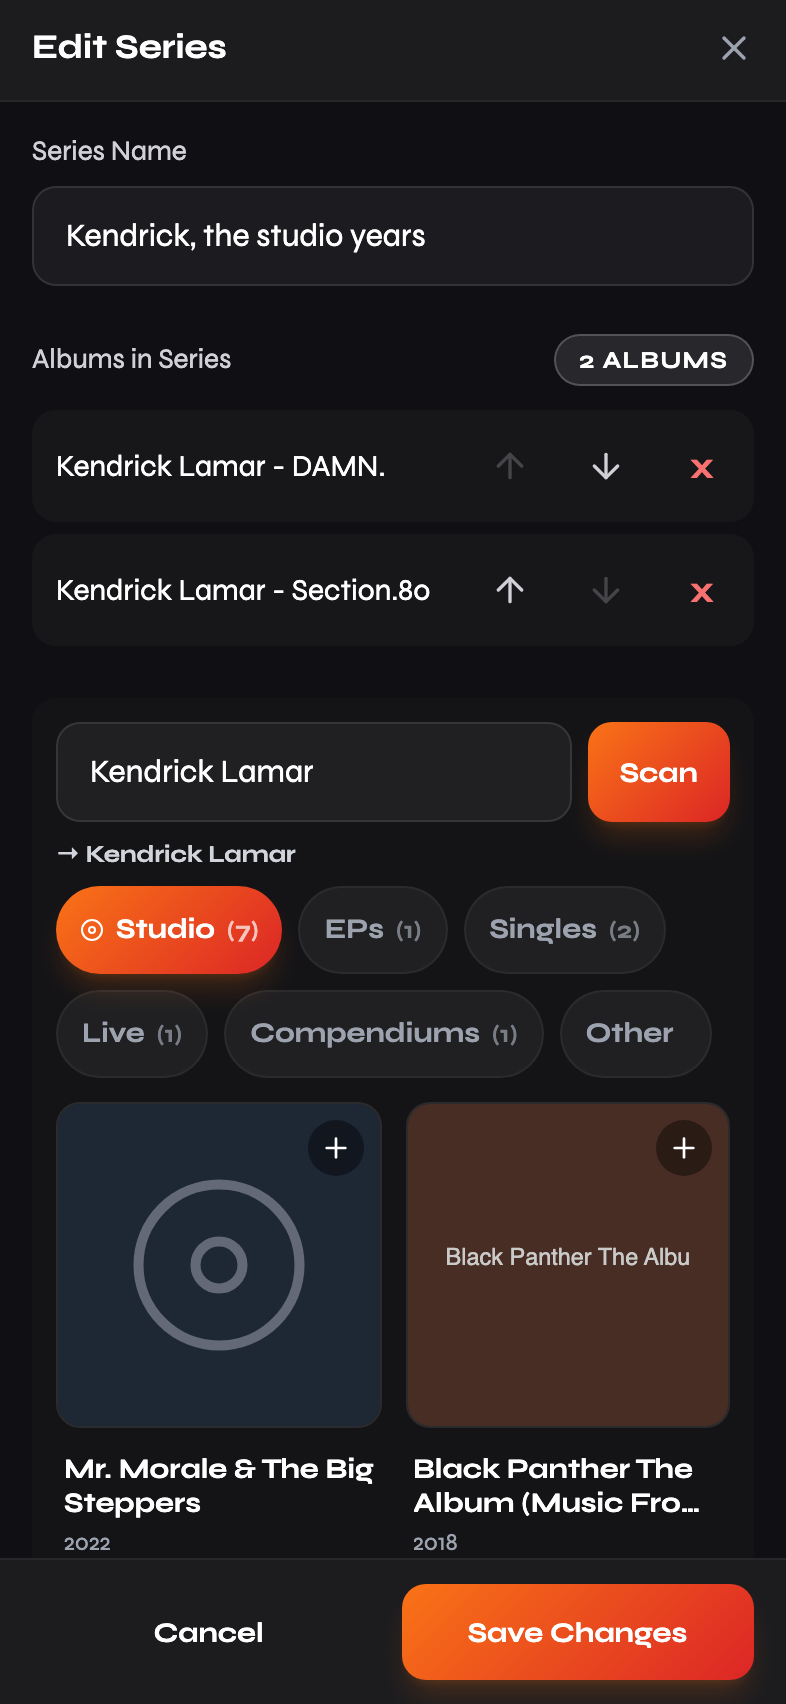 Edit Series
Series Name
Kendrick, the studio years
Albums in Series
2 ALBUMS
Kendrick Lamar - DAMN.
x
Kendrick Lamar - Section.80
x
Kendrick Lamar
Scan
→ Kendrick Lamar
Studio (7)
EPs (1)
Singles (2)
Live (1)
Compendiums (1)
Other
Black Panther The Albu
Mr. Morale & The Big
Steppers
2022
Black Panther The
Album (Music Fro...
2018
Cancel
Save Changes